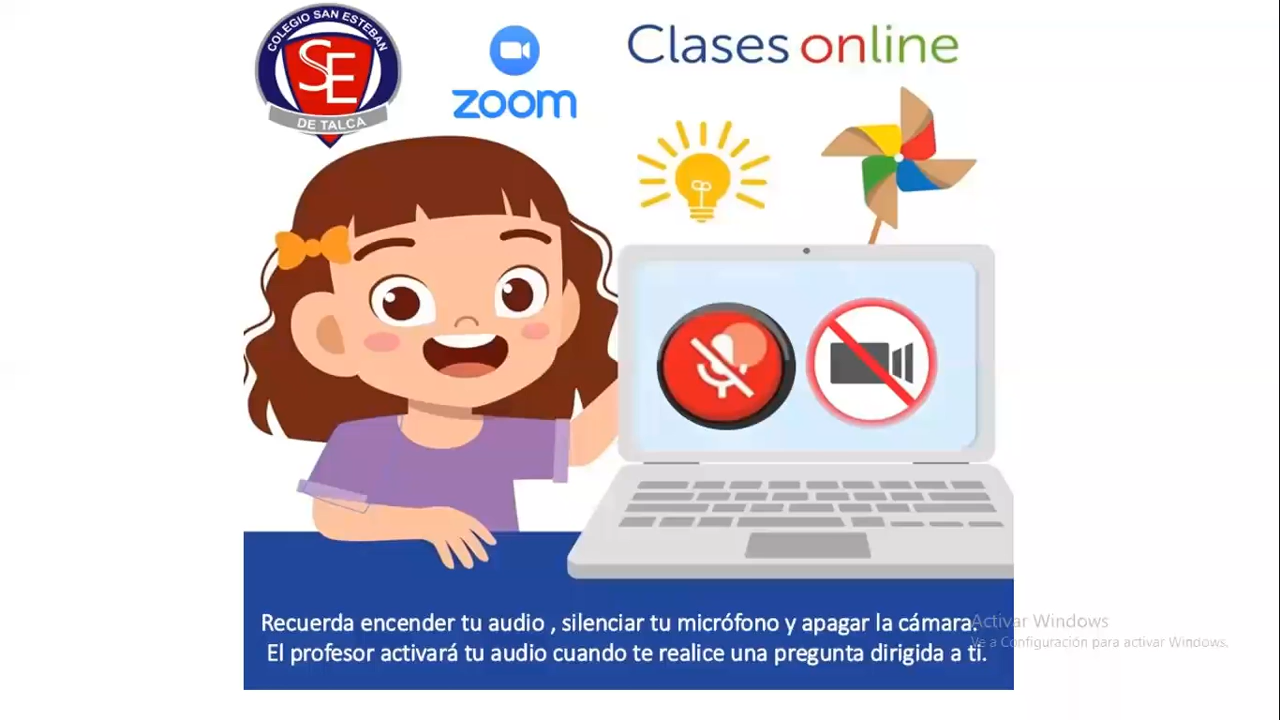 COLEGIO SAN ESTEBAN
SE
DE TALCA
zoom
Clases online
Recuerda encender tu audio , silenciar tu micrófono y apagar la cámara.
El profesor activará tu audio cuando te realice una pregunta dirigida a ti.
Activar Windows
Ve a Configuración para activar Windows.